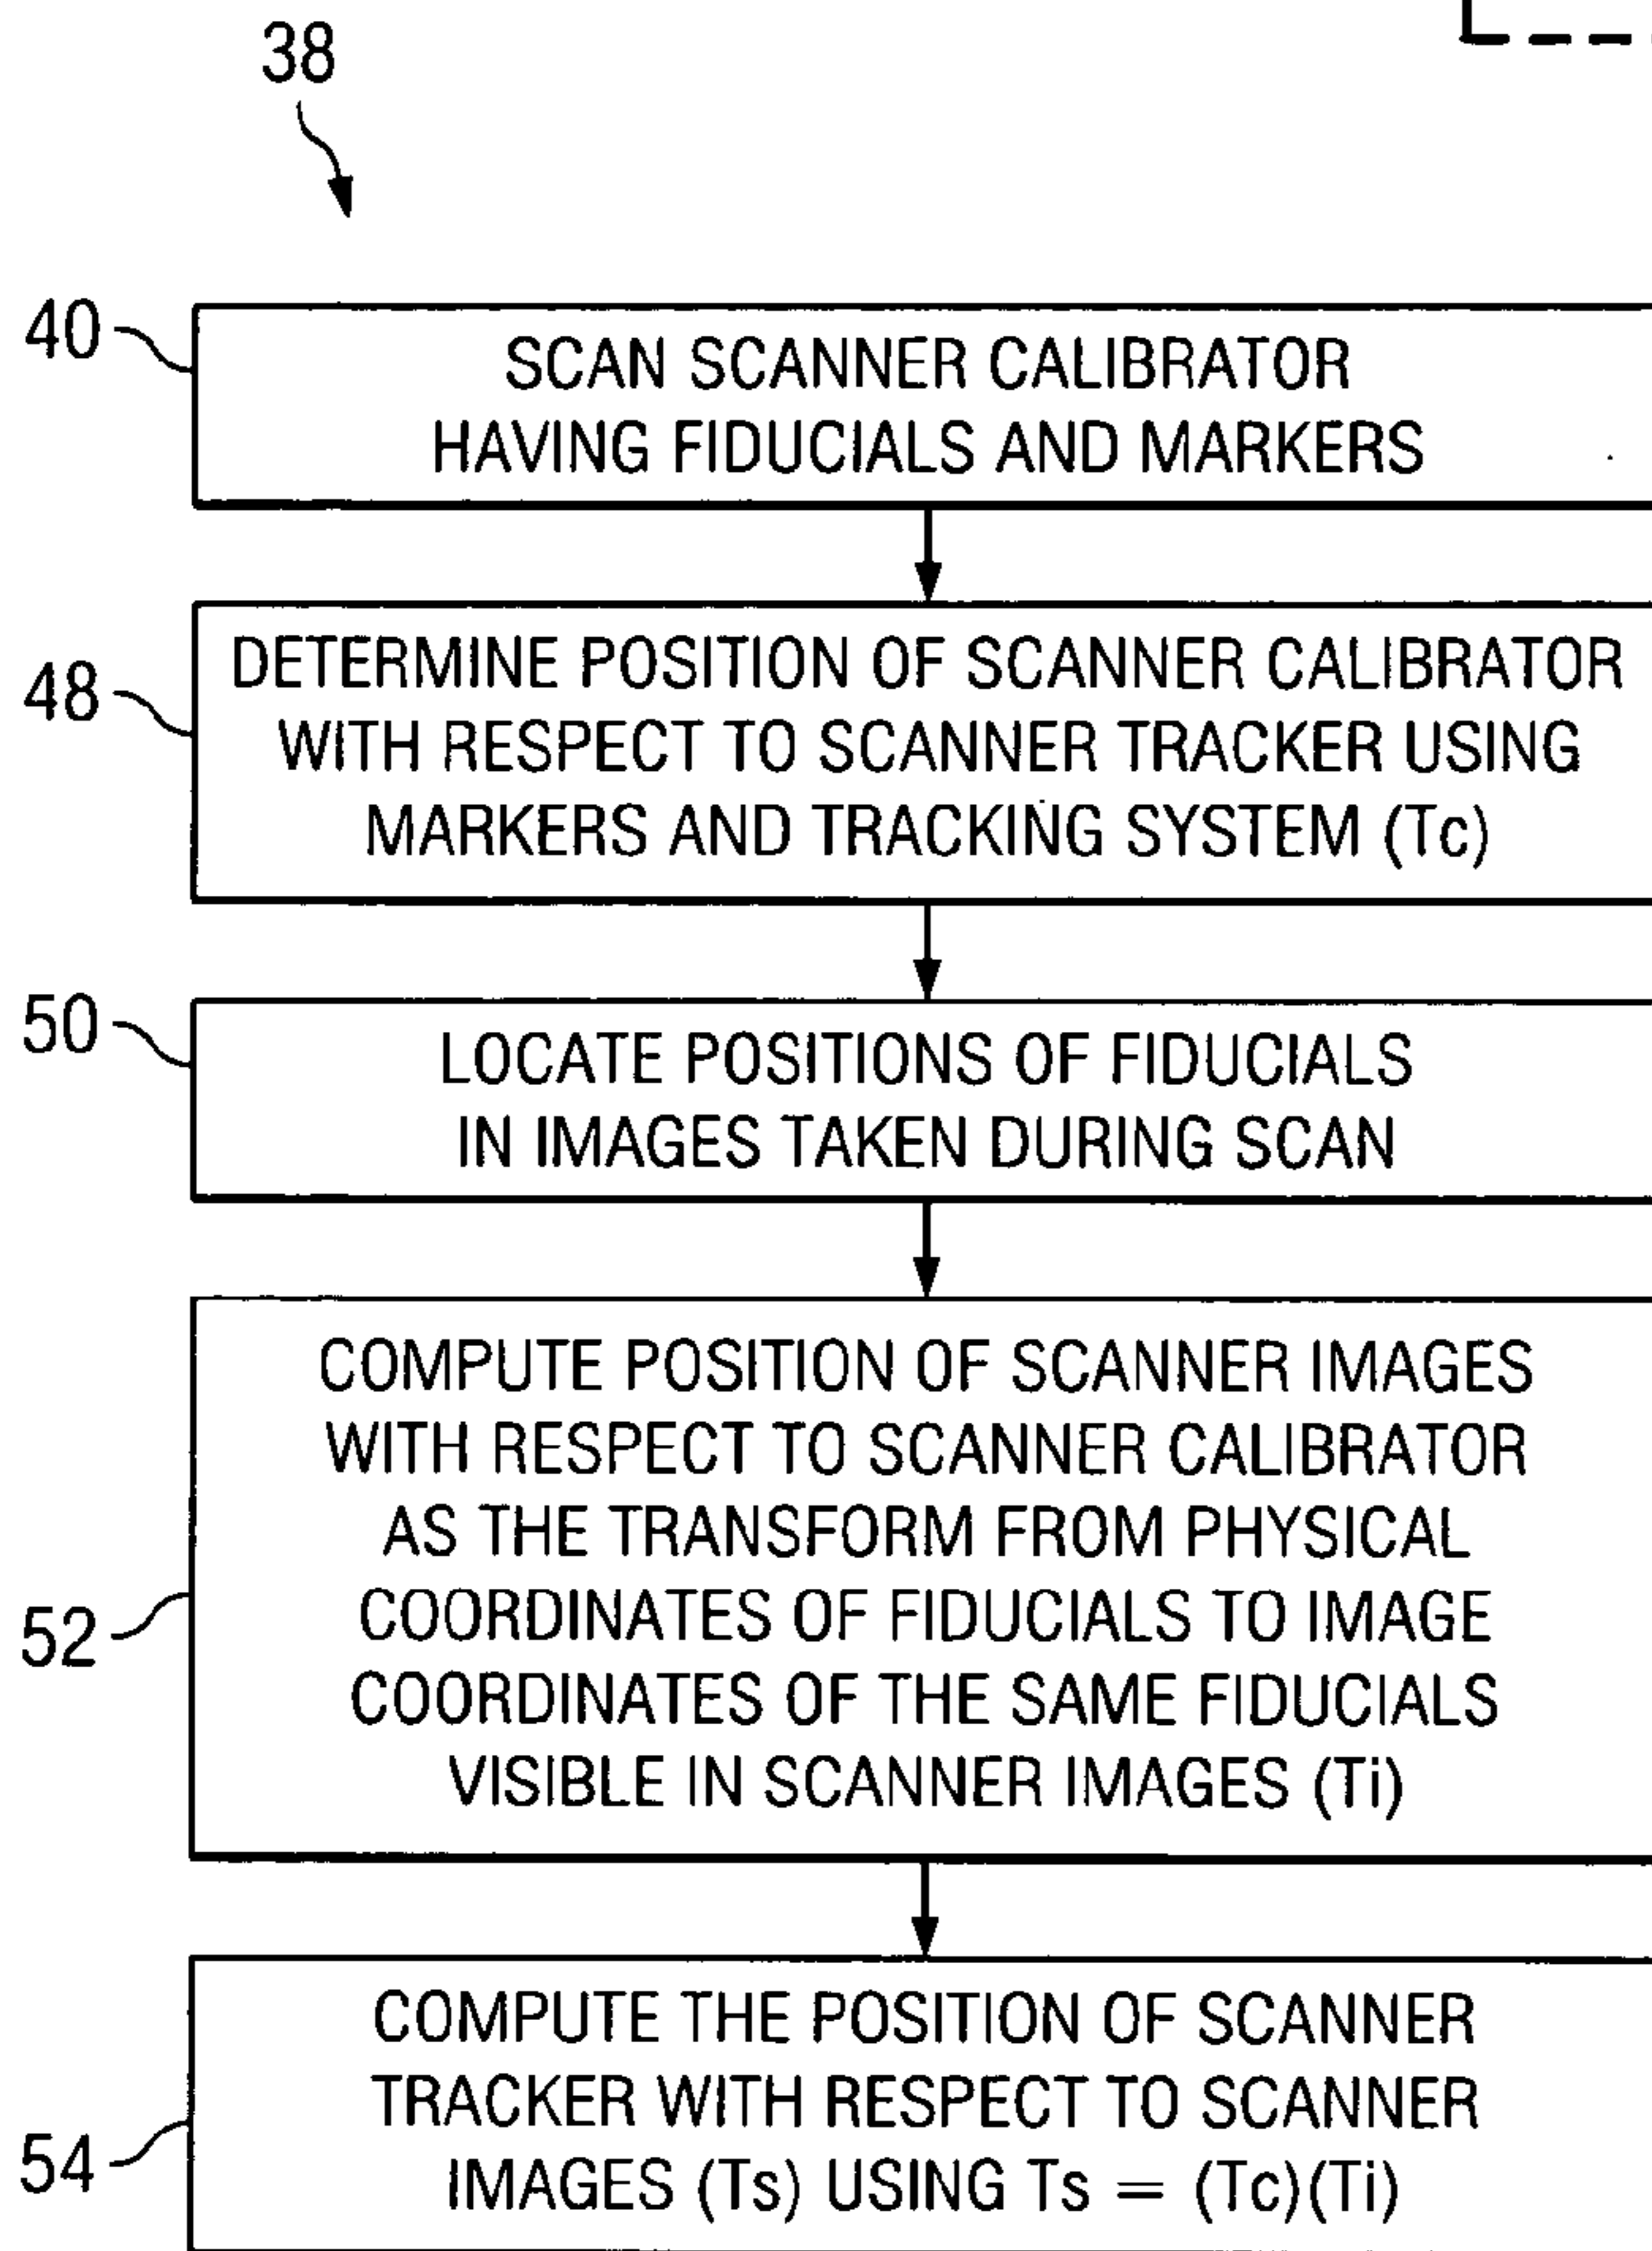 38
40
SCAN SCANNER CALIBRATOR
HAVING FIDUCIALS AND MARKERS
48
DETERMINE POSITION OF SCANNER CALIBRATOR
WITH RESPECT TO SCANNER TRACKER USING
MARKERS AND TRACKING SYSTEM (Tc)
50
LOCATE POSITIONS OF FIDUCIALS
IN IMAGES TAKEN DURING SCAN
52
COMPUTE POSITION OF SCANNER IMAGES
WITH RESPECT TO SCANNER CALIBRATOR
AS THE TRANSFORM FROM PHYSICAL
COORDINATES OF FIDUCIALS TO IMAGE
COORDINATES OF THE SAME FIDUCIALS
VISIBLE IN SCANNER IMAGES (Ti)
54
COMPUTE THE POSITION OF SCANNER
TRACKER WITH RESPECT TO SCANNER
IMAGES (Ts) USING Ts = (Tc)(Ti)